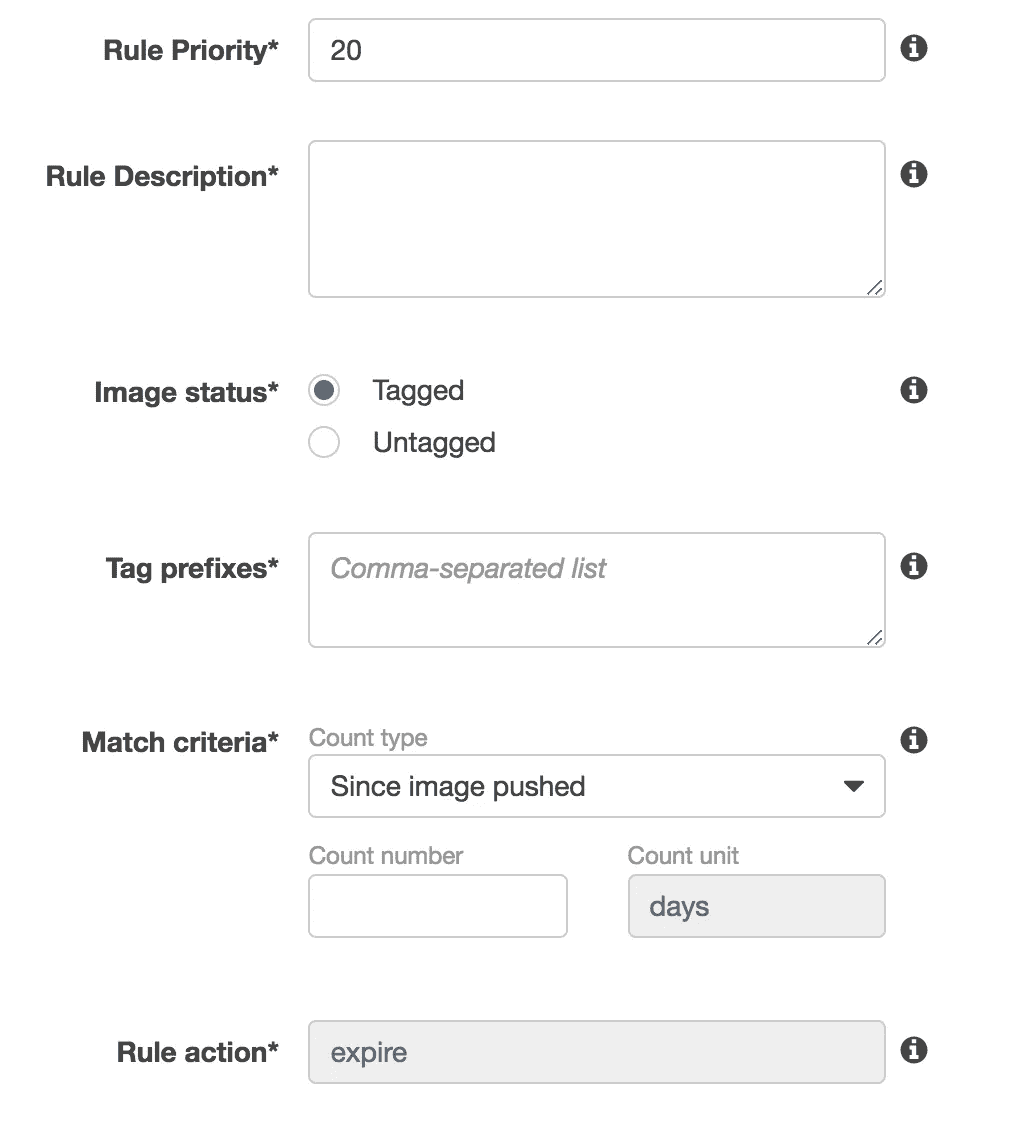 Rule Priority* 20
Rule Description*
Image status* Tagged
Untagged
Tag prefixes* Comma-separated list
Match criteria* Count type
Since image pushed
Count number Count unit
days
Rule action* expire